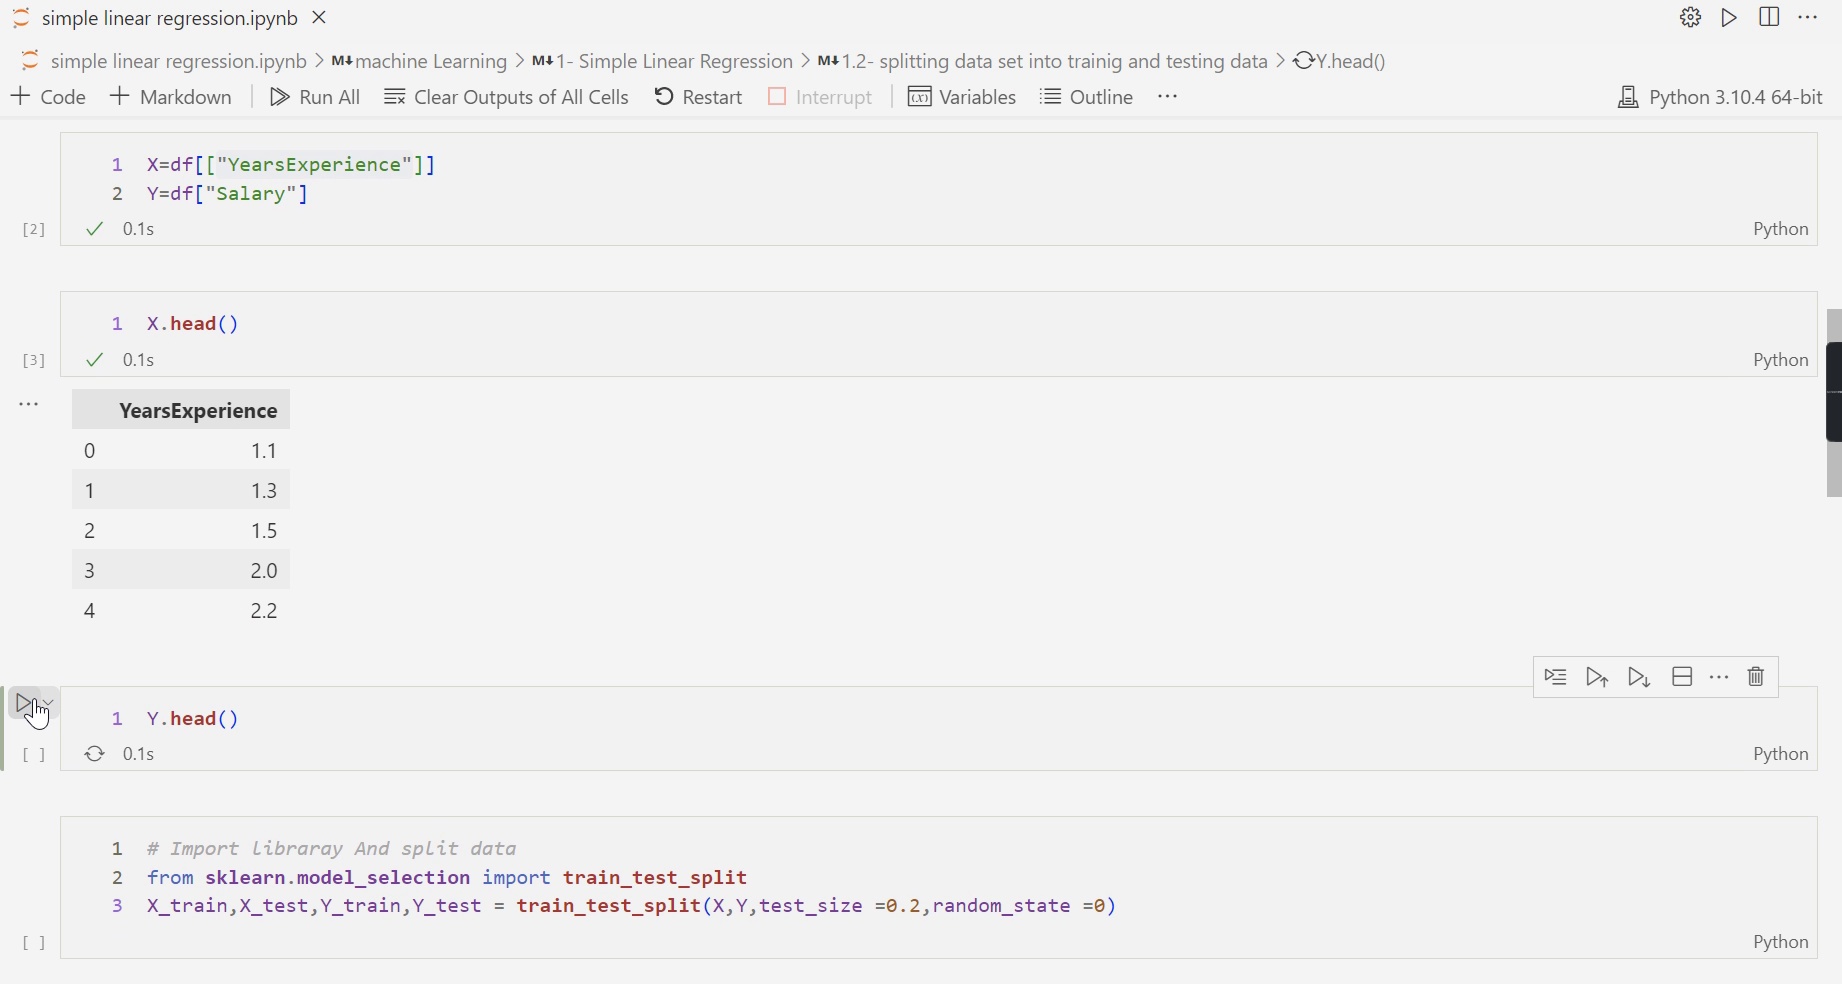 simple linear regression.ipynb
simple linear regression.ipynb > M↓ machine Learning > M↓ 1- Simple Linear Regression > M↓ 1.2- splitting data set into trainig and testing data > Y.head()
+ Code + Markdown Run All Clear Outputs of All Cells Restart Interrupt (x) Variables Outline ... Python 3.10.4 64-bit
1 X=df[["YearsExperience"]]
2 Y=df["Salary"]
[2] 0.1s Python
1 X.head()
[3] 0.1s Python
...
YearsExperience
0 1.1
1 1.3
2 1.5
3 2.0
4 2.2
1 Y.head()
[ ] 0.1s Python
1 # Import libraray And split data
2 from sklearn.model_selection import train_test_split
3 X_train,X_test,Y_train,Y_test = train_test_split(X,Y,test_size =0.2,random_state =0)
[ ] Python